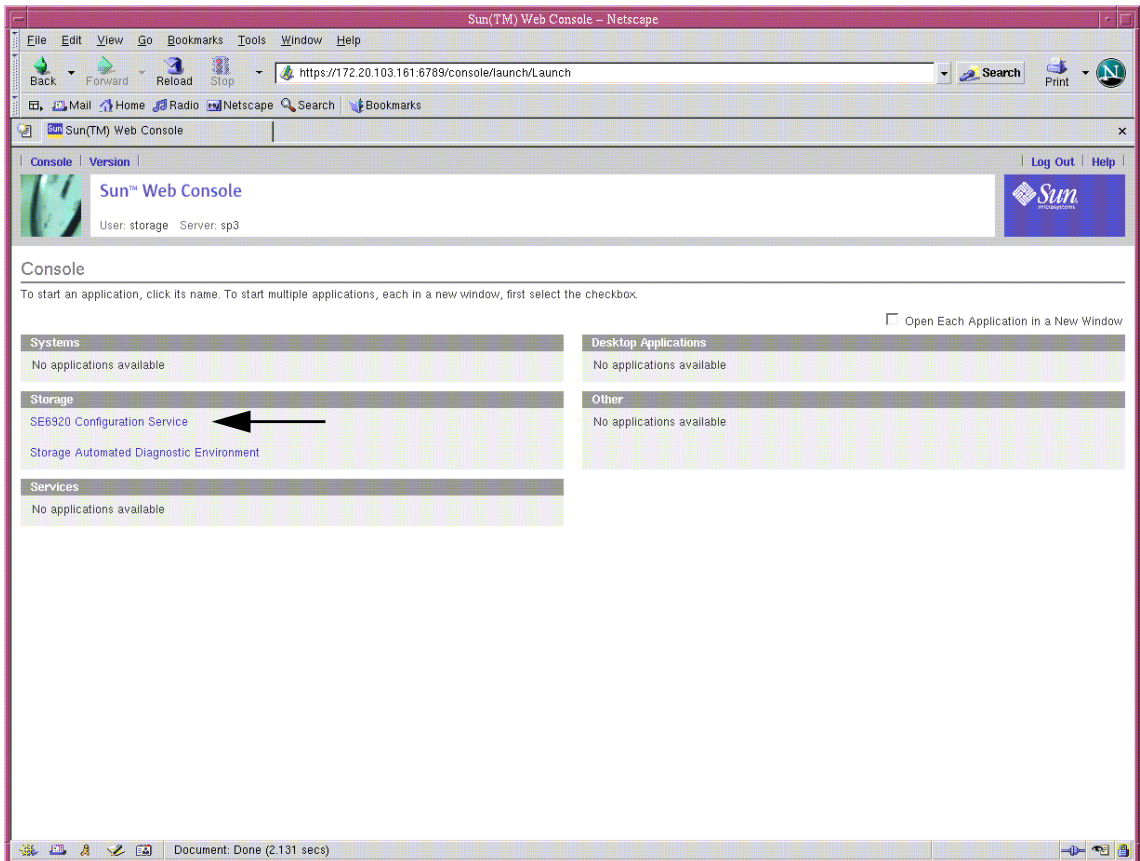 Sun(TM) Web Console – Netscape
File Edit View Go Bookmarks Tools Window Help
Back Forward Reload Stop https://172.20.103.161:6789/console/launch/Launch Search Print N
Mail Home Radio Netscape Search Bookmarks
Sun Sun(TM) Web Console
Console Version Log Out Help
Sun™ Web Console
User: storage Server: sp3
Sun
microsystems
Console
To start an application, click its name. To start multiple applications, each in a new window, first select the checkbox.
Open Each Application in a New Window
Systems
No applications available
Desktop Applications
No applications available
Storage
SE6920 Configuration Service
Storage Automated Diagnostic Environment
Other
No applications available
Services
No applications available
Document: Done (2.131 secs)